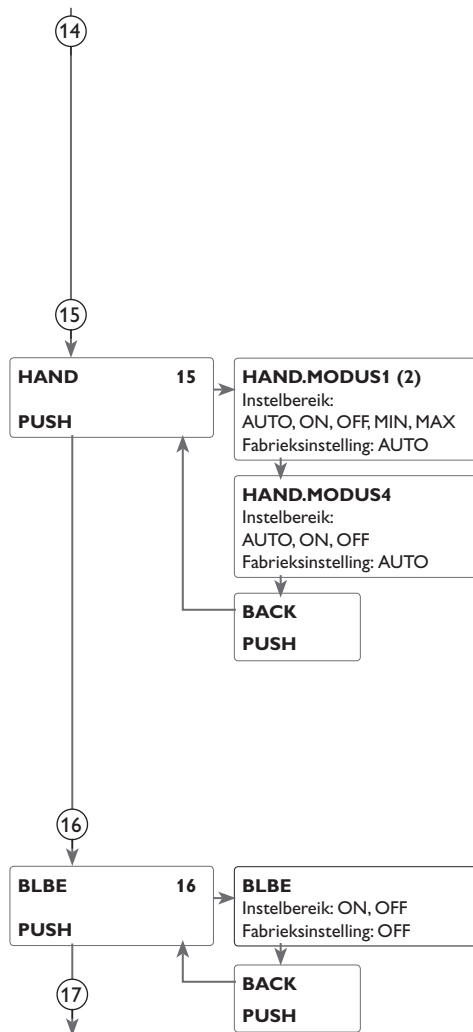 14
15
HAND 15
PUSH
HAND.MODUS1 (2)
Instelbereik:
AUTO, ON, OFF, MIN, MAX
Fabrieksinstelling: AUTO
HAND.MODUS4
Instelbereik:
AUTO, ON, OFF
Fabrieksinstelling: AUTO
BACK
PUSH
16
BLBE 16
PUSH
BLBE
Instelbereik: ON, OFF
Fabrieksinstelling: OFF
BACK
PUSH
17